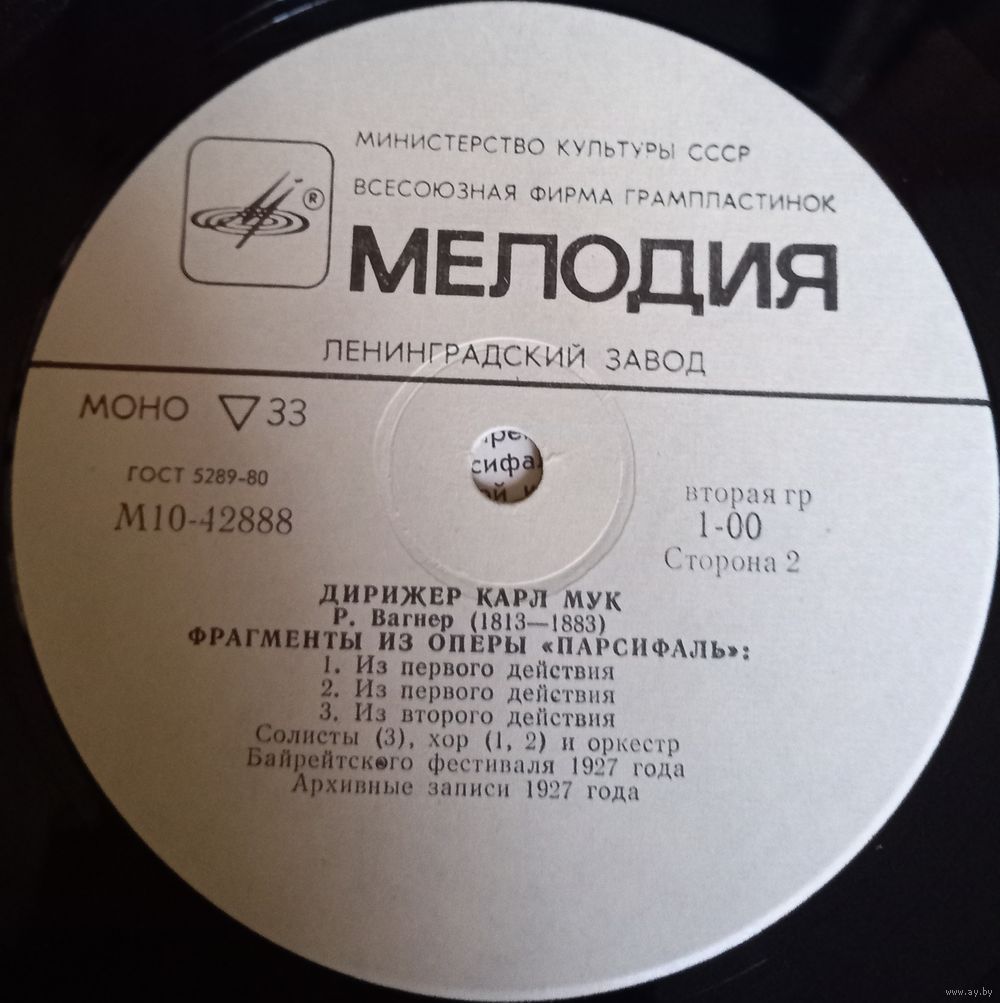 МИНИСТЕРСТВО КУЛЬТУРЫ СССР
ВСЕСОЮЗНАЯ ФИРМА ГРАМПЛАСТИНОК
®
МЕЛОДИЯ
ЛЕНИНГРАДСКИЙ ЗАВОД
МОНО 33
ГОСТ 5289-80
М10-42888
вторая гр
1-00
Сторона 2
ДИРИЖЕР КАРЛ МУК
Р. Вагнер (1813—1883)
ФРАГМЕНТЫ ИЗ ОПЕРЫ «ПАРСИФАЛЬ»:
1. Из первого действия
2. Из первого действия
3. Из второго действия
Солисты (3), хор (1, 2) и оркестр
Байрейтского фестиваля 1927 года
Архивные записи 1927 года
www.ay.by